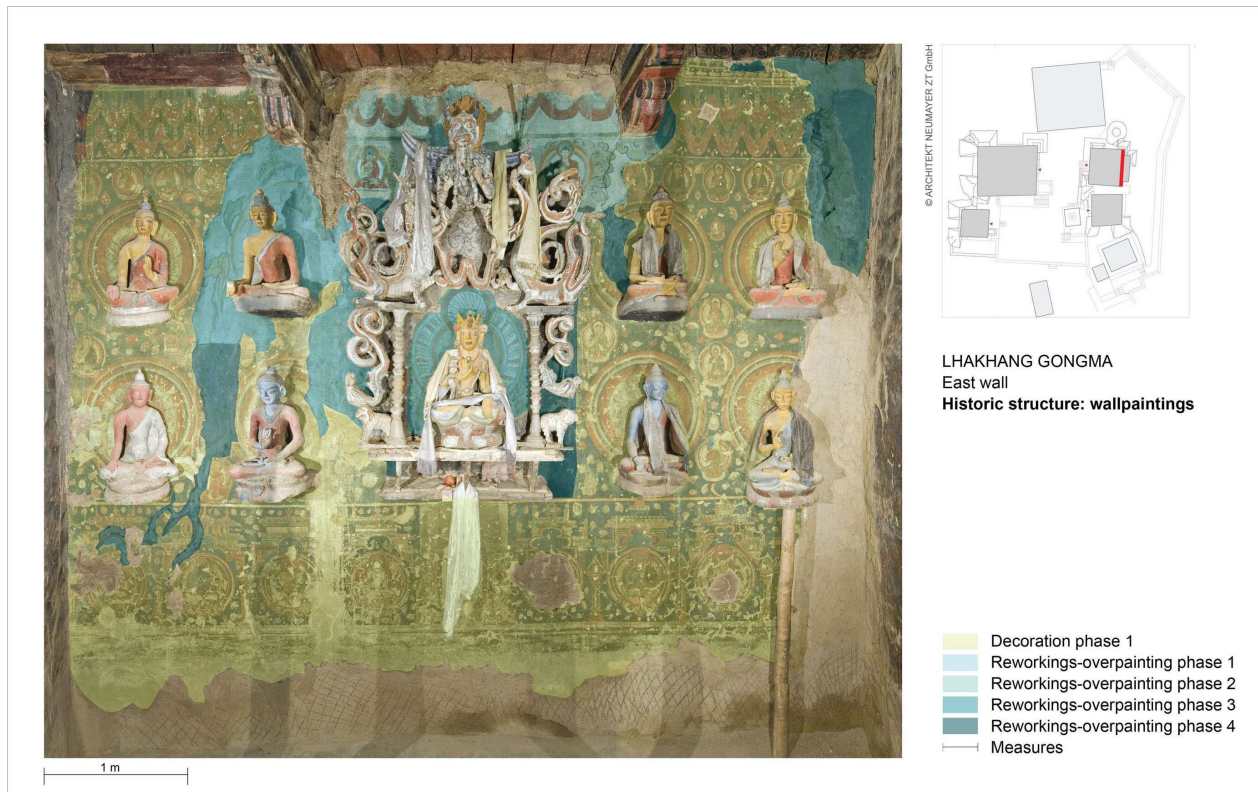 © ARCHITEKT NEUMAYER ZT GmbH
LHAKHANG GONGMA
East wall
Historic structure: wallpaintings
Decoration phase 1
Reworkings-overpainting phase 1
Reworkings-overpainting phase 2
Reworkings-overpainting phase 3
Reworkings-overpainting phase 4
Measures
1 m